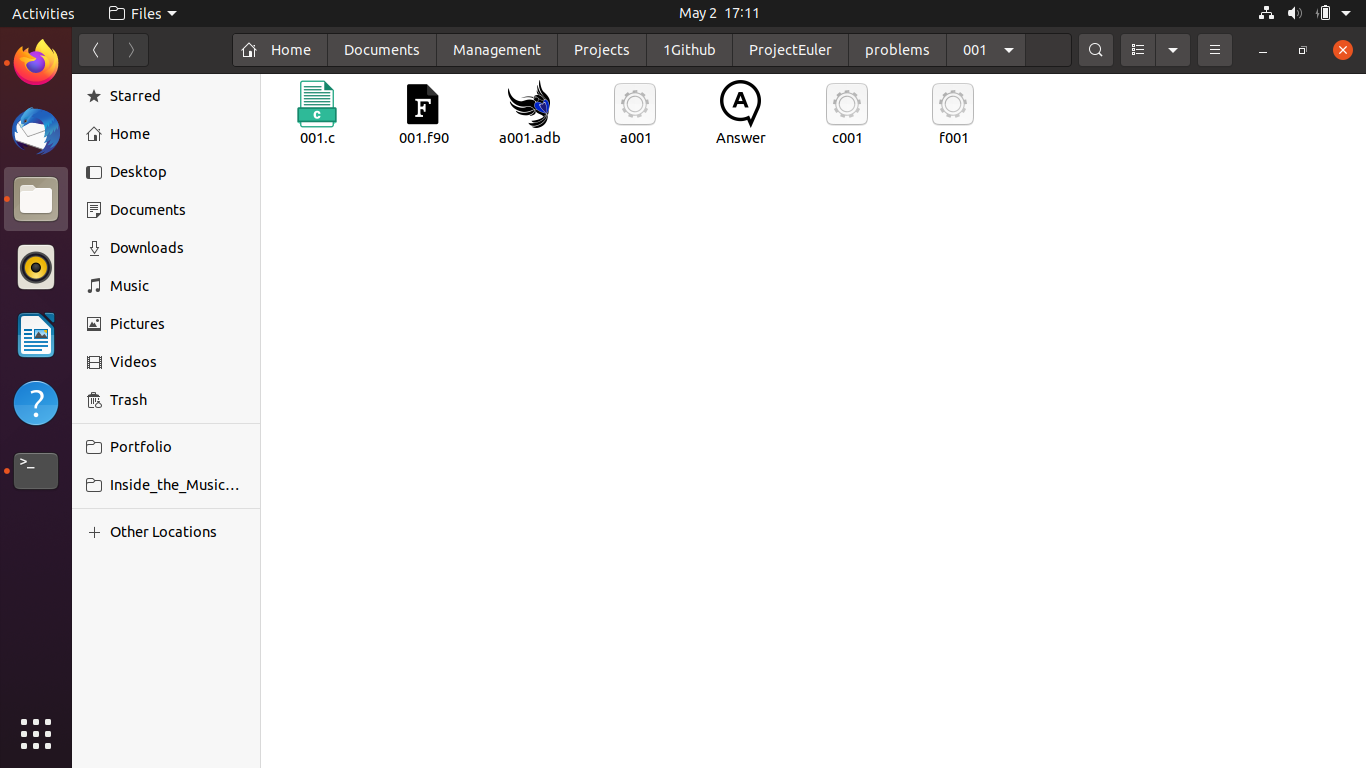 Activities Files May 2 17:11
Home Documents Management Projects 1Github ProjectEuler problems 001
Starred
Home
Desktop
Documents
Downloads
Music
Pictures
Videos
Trash
Portfolio
Inside_the_Music...
Other Locations
C F A
001.c 001.f90 a001.adb a001 Answer c001 f001
?
>_